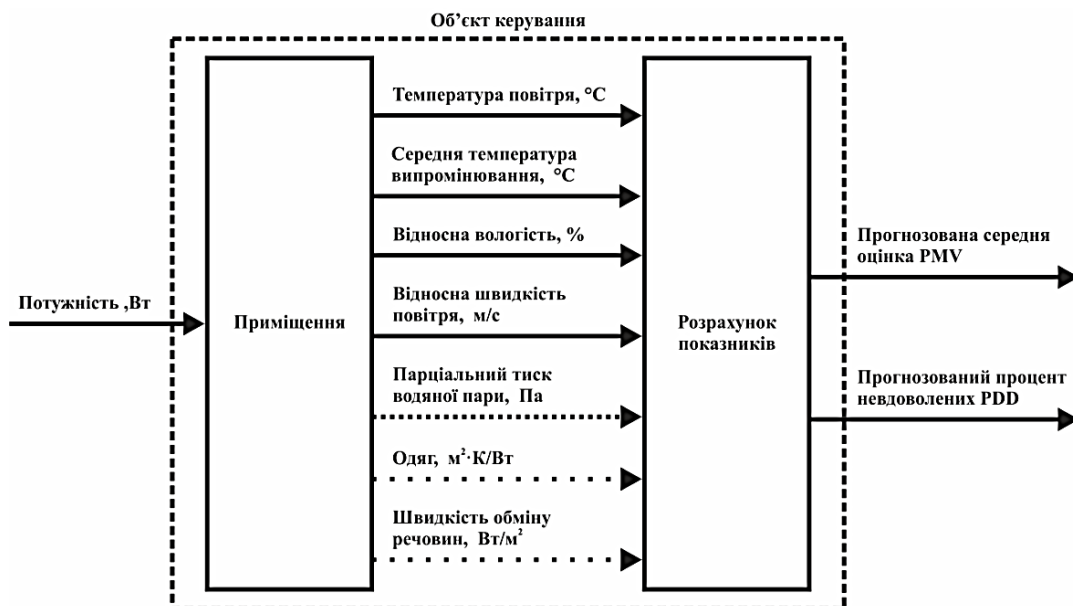 Об’єкт керування
Температура повітря, °С
Середня температура
випромінювання, °С
Відносна вологість, %
Відносна швидкість
повітря, м/с
Парціальний тиск
водяної пари, Па
Одяг, м²·К/Вт
Швидкість обміну
речовин, Вт/м²
Потужність ,Вт
Приміщення
Розрахунок
показників
Прогнозована середня
оцінка PMV
Прогнозований процент
невдоволених PDD